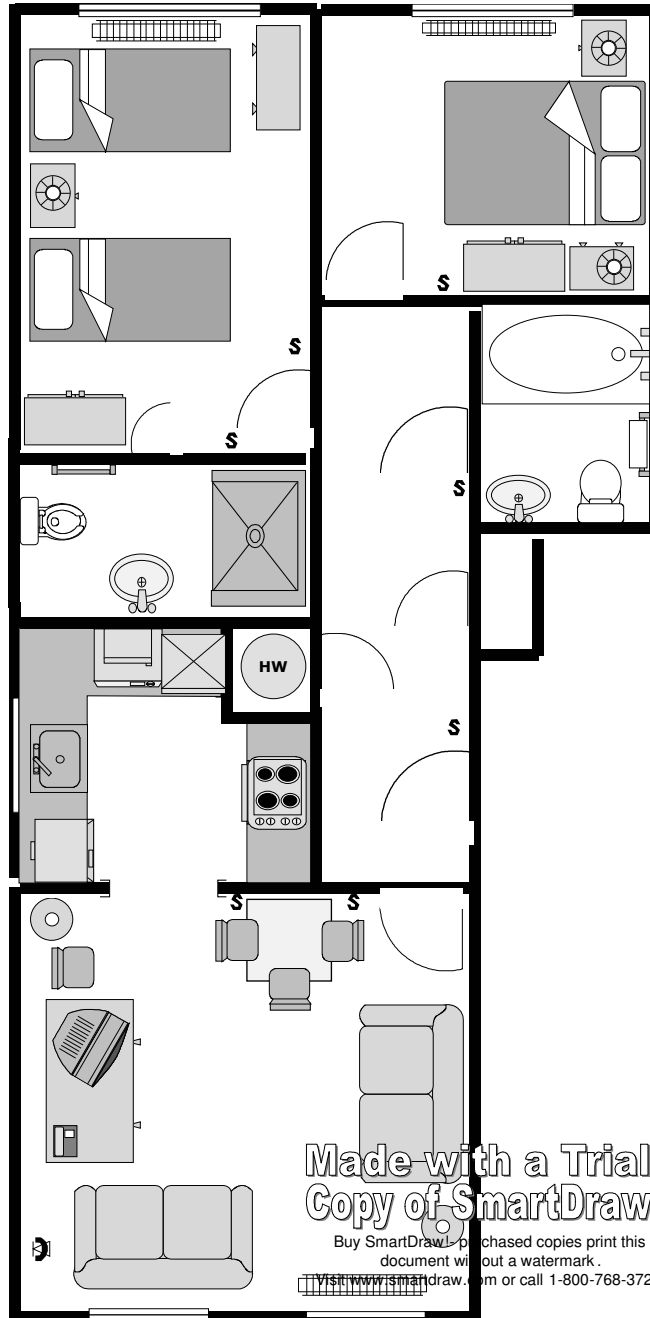 S
S
S
S
HW
S
S
S
Made with a Trial
Copy of SmartDraw
Buy SmartDraw!- purchased copies print this
document without a watermark .
Visit www.smartdraw.com or call 1-800-768-372